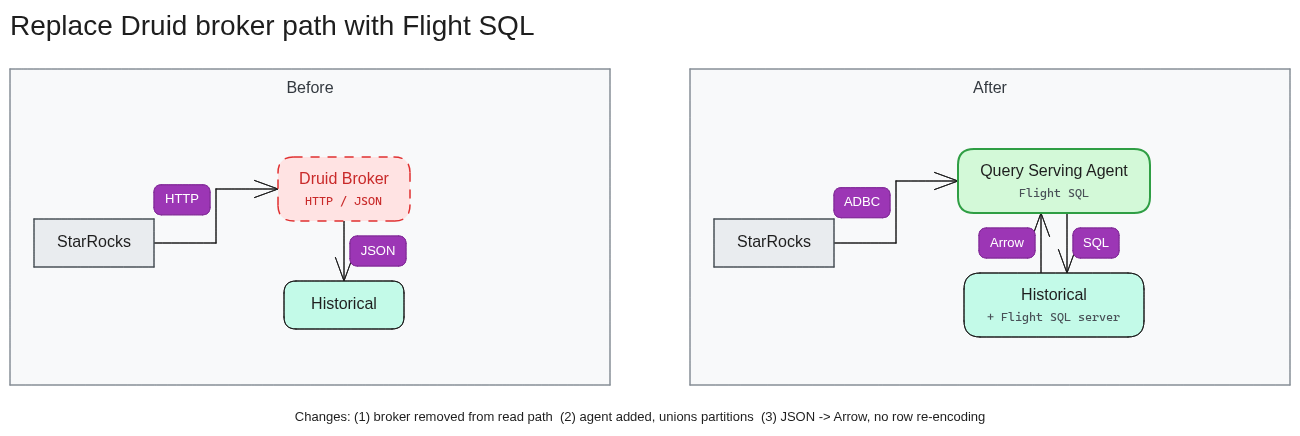 Replace Druid broker path with Flight SQL
Before
Druid Broker
HTTP / JSON
HTTP
StarRocks
JSON
Historical
After
Query Serving Agent
Flight SQL
ADBC
StarRocks
Arrow
SQL
Historical
+ Flight SQL server
Changes: (1) broker removed from read path  (2) agent added, unions partitions  (3) JSON -> Arrow, no row re-encoding